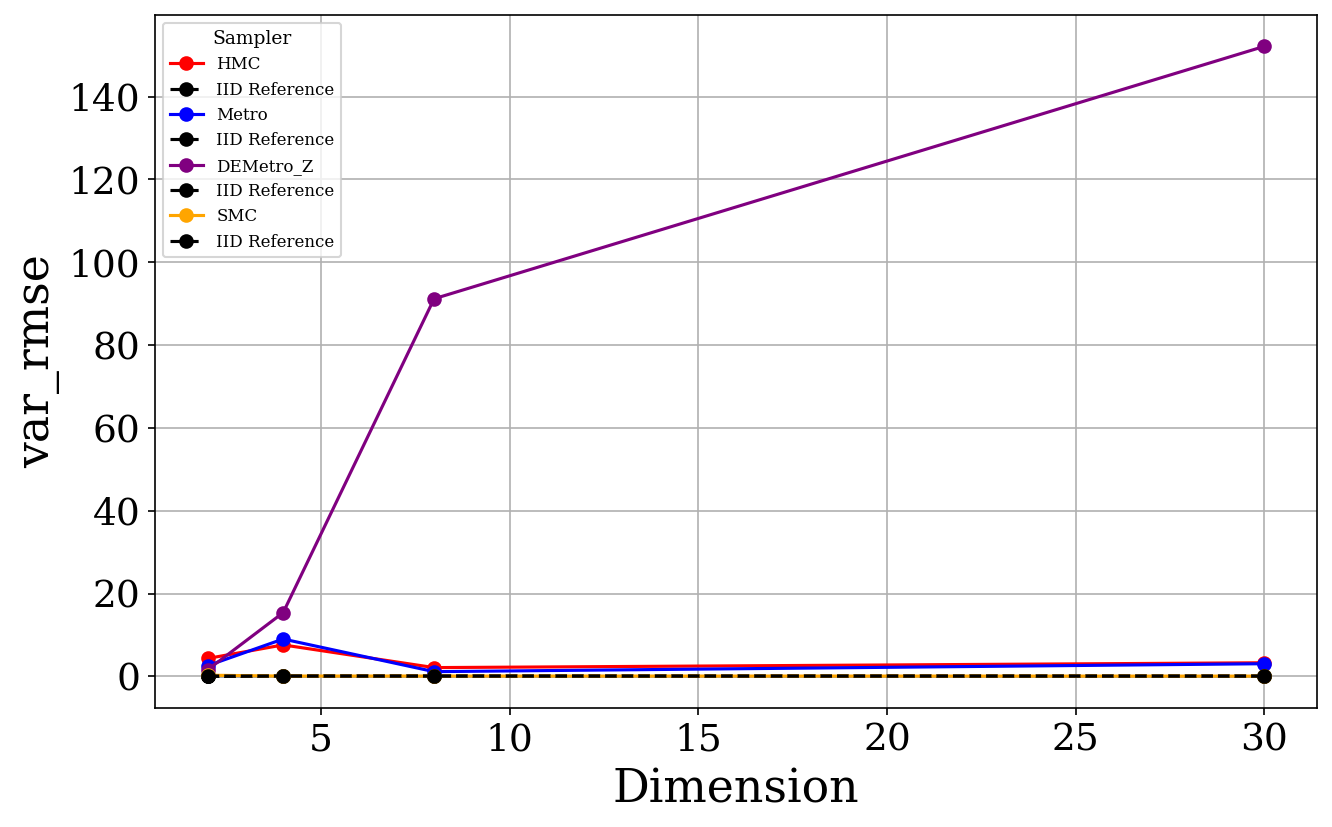 Sampler
HMC
IID Reference
Metro
IID Reference
DEMetro_Z
IID Reference
SMC
IID Reference
140
120
100
80
60
40
20
0
var_rmse
5 10 15 20 25 30
Dimension